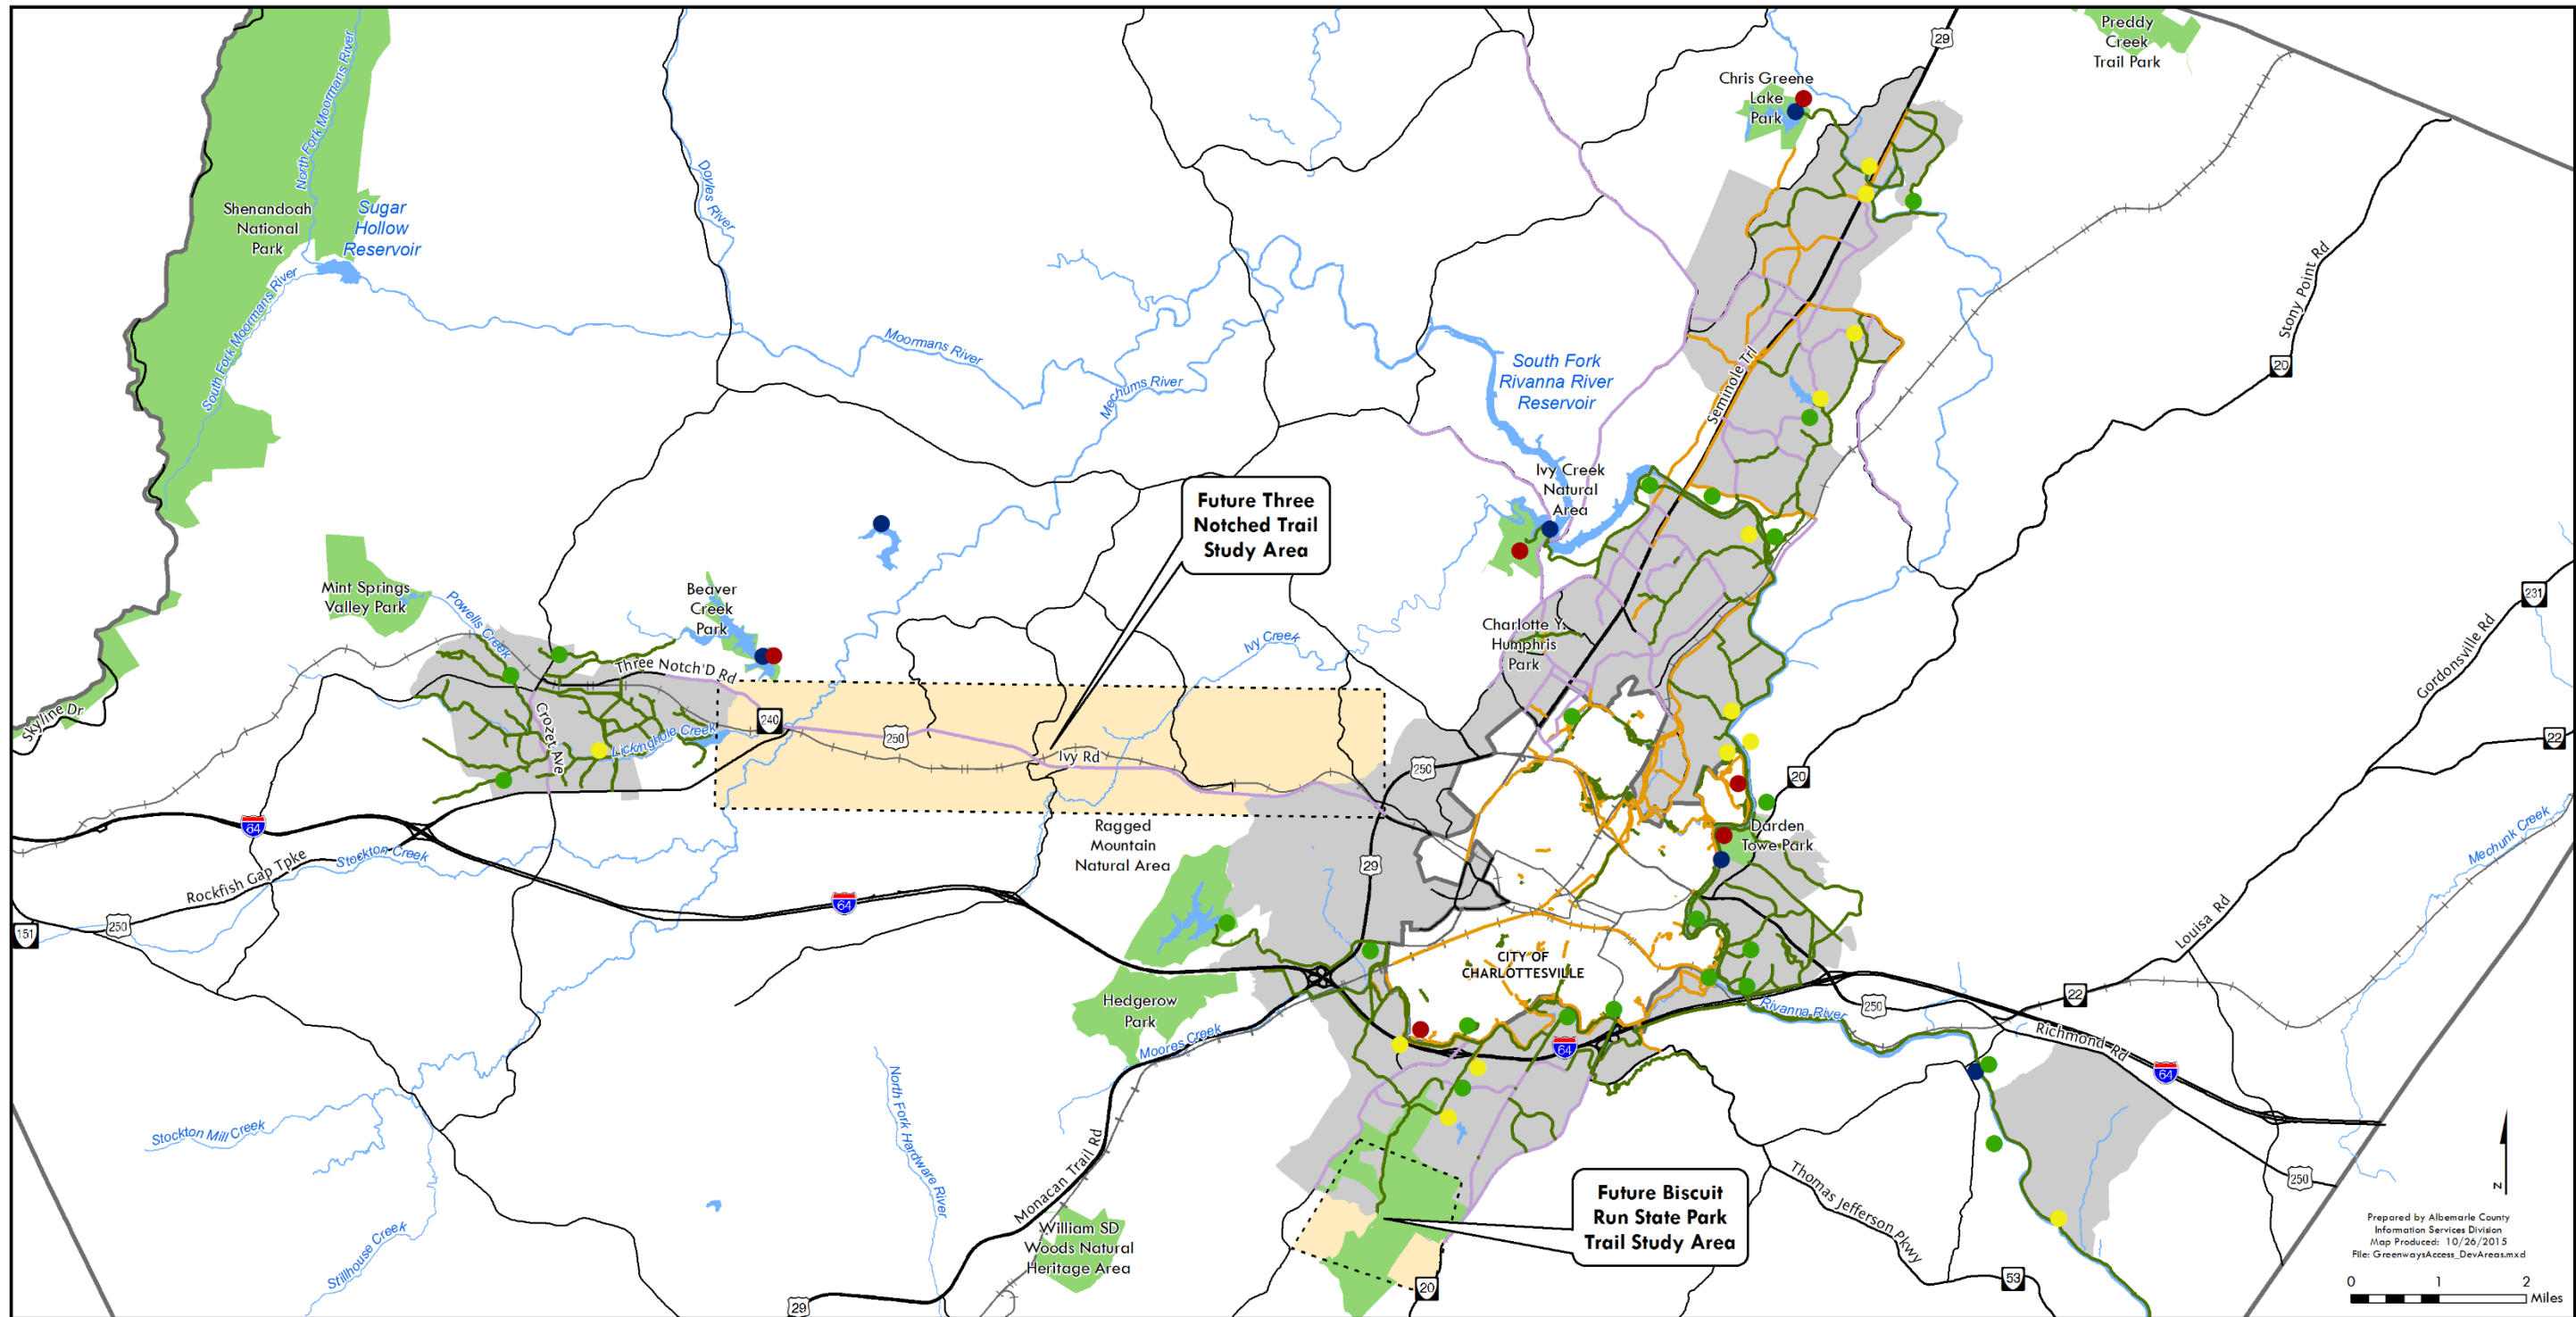 Preddy
Creek
Trail Park
29
Chris Greene
Lake
Park
North Fork Moormans River
Doyles River
Shenandoah
National
Park
Sugar
Hollow
Reservoir
South Fork Moormans River
Stony Point Rd
20
Moormans River
Mechums River
South Fork
Rivanna River
Reservoir
Seminole Trl
Ivy Creek
Natural
Area
Future Three
Notched Trail
Study Area
Mint Springs
Valley Park
Powells Creek
Beaver
Creek
Park
231
Gordonsville Rd
Charlotte Y.
Humphris
Park
Ivy Creek
Three Notch'D Rd
Skyline Dr
Crozet Ave
Lickinghole Creek
240
250
Ivy Rd
250
22
20
64
Stockton Creek
Rockfish Gap Tpke
Ragged
Mountain
Natural Area
29
Darden
Towe Park
Mechunk Creek
151
250
64
Louisa Rd
CITY OF
CHARLOTTESVILLE
Hedgerow
Park
Moores Creek
Rivanna River
250
22
Richmond Rd
64
64
North Fork Hardware River
Stockton Mill Creek
Monacan Trail Rd
Future Biscuit
Run State Park
Trail Study Area
Thomas Jefferson Pkwy
250
N
William SD
Woods Natural
Heritage Area
Stillhouse Creek
Prepared by Albemarle County
Information Services Division
Map Produced: 10/26/2015
File: GreenwaysAccess_DevAreas.mxd
53
20
29
0 1 2
Miles